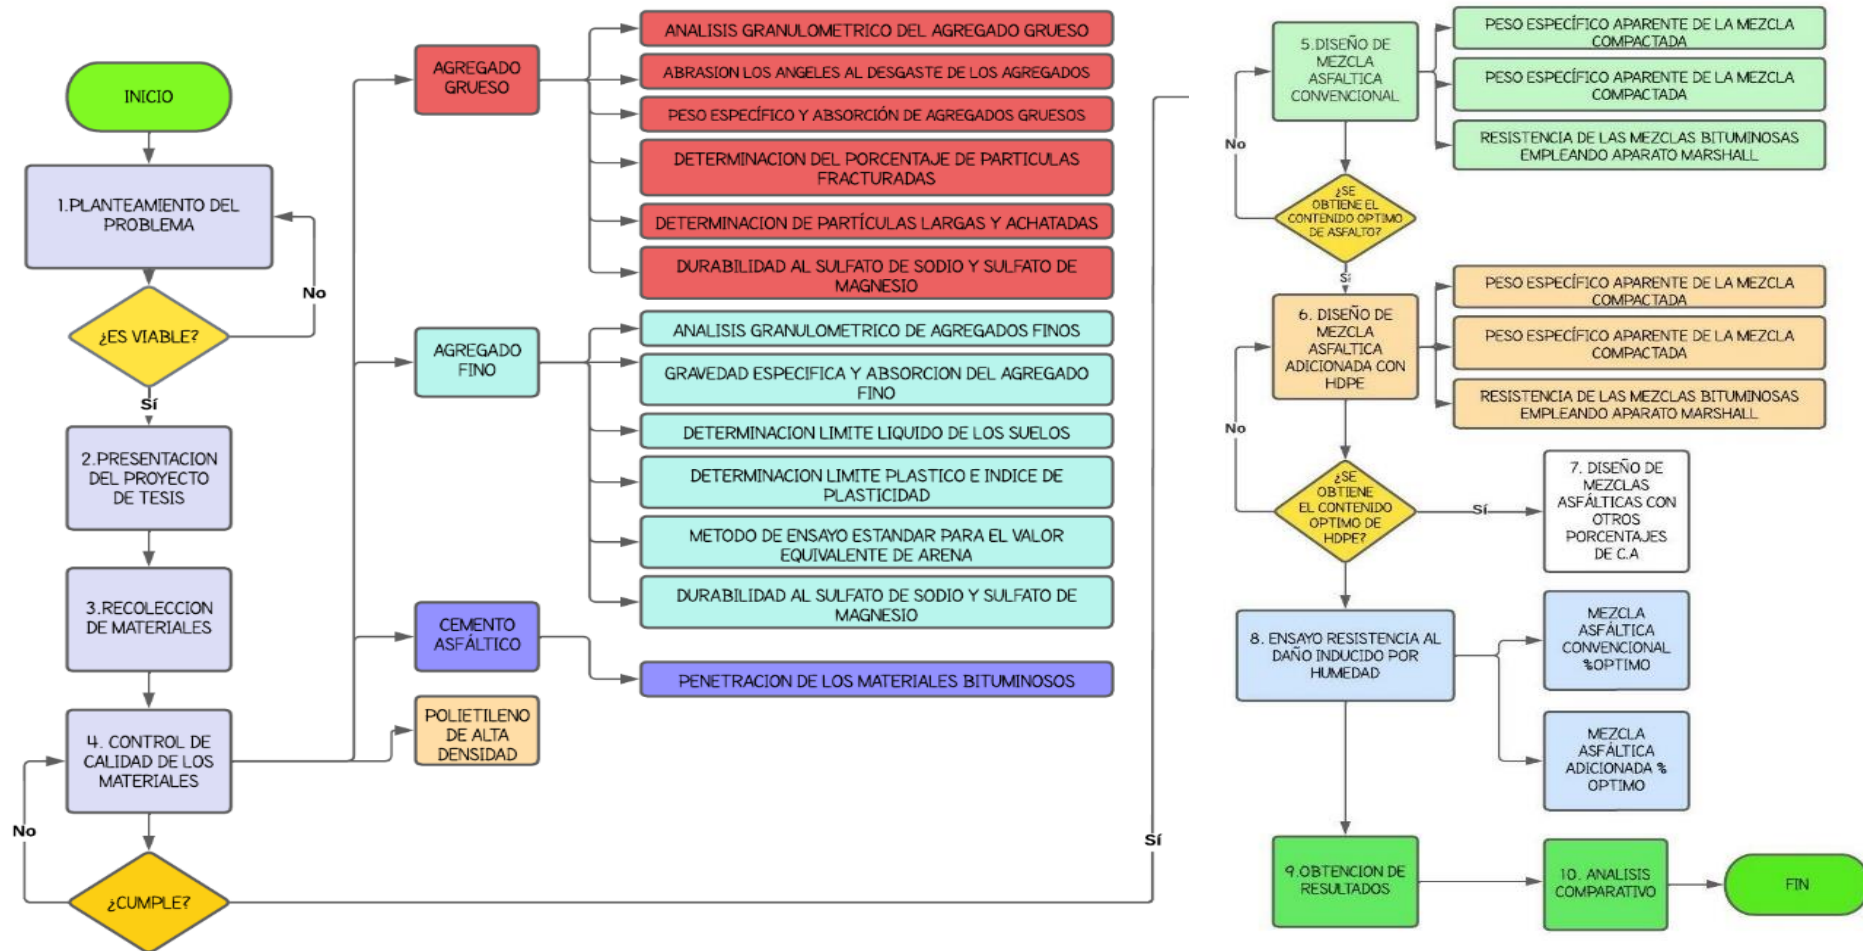 INICIO
1.PLANTEAMIENTO DEL
PROBLEMA
No
¿ES VIABLE?
Sí
2.PRESENTACION
DEL PROYECTO
DE TESIS
3.RECOLECCION
DE MATERIALES
4. CONTROL DE
CALIDAD DE LOS
MATERIALES
No
¿CUMPLE?
Sí
AGREGADO
GRUESO
ANALISIS GRANULOMETRICO DEL AGREGADO GRUESO
ABRASION LOS ANGELES AL DESGASTE DE LOS AGREGADOS
PESO ESPECÍFICO Y ABSORCIÓN DE AGREGADOS GRUESOS
DETERMINACION DEL PORCENTAJE DE PARTICULAS
FRACTURADAS
DETERMINACION DE PARTÍCULAS LARGAS Y ACHATADAS
DURABILIDAD AL SULFATO DE SODIO Y SULFATO DE
MAGNESIO
AGREGADO
FINO
ANALISIS GRANULOMETRICO DE AGREGADOS FINOS
GRAVEDAD ESPECIFICA Y ABSORCION DEL AGREGADO
FINO
DETERMINACION LIMITE LIQUIDO DE LOS SUELOS
DETERMINACION LIMITE PLASTICO E INDICE DE
PLASTICIDAD
METODO DE ENSAYO ESTANDAR PARA EL VALOR
EQUIVALENTE DE ARENA
DURABILIDAD AL SULFATO DE SODIO Y SULFATO DE
MAGNESIO
CEMENTO
ASFÁLTICO
PENETRACION DE LOS MATERIALES BITUMINOSOS
POLIETILENO
DE ALTA
DENSIDAD
5.DISEÑO DE
MEZCLA
ASFALTICA
CONVENCIONAL
PESO ESPECÍFICO APARENTE DE LA MEZCLA
COMPACTADA
PESO ESPECÍFICO APARENTE DE LA MEZCLA
COMPACTADA
RESISTENCIA DE LAS MEZCLAS BITUMINOSAS
EMPLEANDO APARATO MARSHALL
No
¿SE
OBTIENE EL
CONTENIDO OPTIMO
DE ASFALTO?
Sí
6. DISEÑO DE
MEZCLA
ASFALTICA
ADICIONADA CON
HDPE
PESO ESPECÍFICO APARENTE DE LA MEZCLA
COMPACTADA
PESO ESPECÍFICO APARENTE DE LA MEZCLA
COMPACTADA
RESISTENCIA DE LAS MEZCLAS BITUMINOSAS
EMPLEANDO APARATO MARSHALL
No
¿SE
OBTIENE
EL CONTENIDO
OPTIMO DE
HDPE?
Sí
7. DISEÑO DE
MEZCLAS
ASFÁLTICAS CON
OTROS
PORCENTAJES
DE C.A
8. ENSAYO RESISTENCIA AL
DAÑO INDUCIDO POR
HUMEDAD
MEZCLA
ASFÁLTICA
CONVENCIONAL
%OPTIMO
MEZCLA
ASFÁLTICA
ADICIONADA %
OPTIMO
9.OBTENCION DE
RESULTADOS
10. ANALISIS
COMPARATIVO
FIN